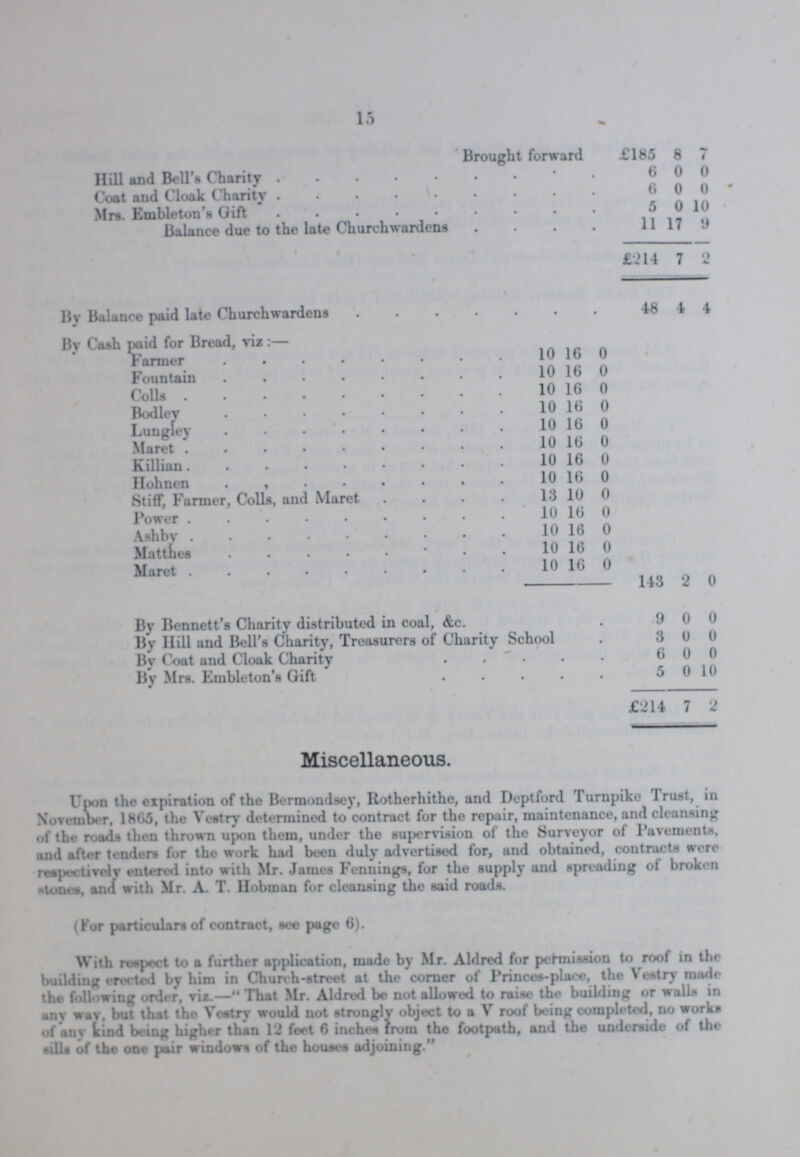 15
Brought forward £185 8 7
Hill and Bell's Charity . . . . . . . . . 6 0 0
Coat and Cloak Charity . . . . . . . . . 6 0 0
Mrs. Embleton's Gift . . . . . . . . . 5 0 10
Balance due to the late Churchwardens . . . . 11 17 9
£214 7 2
By Balance paid late Churchwardens . . . . . . . 48 4 4
By Cash paid for Bread, viz:—
Farmer . . . . . . . . 10 16 0
Fountain . . . . . . . . 10 16 0
Colls . . . . . . . . . 10 16 0
Bodley . . . . . . . . 10 16 0
Lungley . . . . . . . . 10 16 0
Maret . . . . . . . . . 10 16 0
Killian . . . . . . . . . 10 16 0
Hohnen . . . . . . . . 10 16 0
Stiff, Farmer, Colls, and Maret . . . . 13 10 0
Power . . . . . . . . . 10 16 0
Ashby . . . . . . . . . 10 16 0
Matthes . . . . . . . . 10 16 0
Maret . . . . . . . . . 10 16 0
143 2 0
By Bennett's Charity distributed in coal, &c. . 9 0 0
By Hill and Bell's Charity, Treasurers of Charity School . 3 0 0
By Coat and Cloak Charity . . . . . 6 0 0
By Mrs. Embleton's Gift . . . . . 5 0 10
£214 7 2
Miscellaneous.
Upon the expiration of the Bermondsey, Rotherhithe, and Deptford Turnpike Trust, in
November, 1865, the Vestry determined to contract for the repair, maintenance, and cleansing
of the roads then thrown upon them, under the supervision of the Surveyor of Pavements,
and after tenders for the work had been duly advertised for, and obtained, contracts were
respectively entered into with Mr. James Fennings, for the supply and spreading of broken
stones, and with Mr. A. T. Hobman for cleansing the said roads.
(For particulars of contract, see page 6).
With respect to a further application, made by Mr. Aldred for permission to roof in the
building erected by him in Church-street at the corner of Princes-place, the Vestry made
the following order, viz.—"That Mr. Aldred be not allowed to raise the building or walls in
any way, but that the Vestry would not strongly object to a V roof being completed, no works
of any kind being higher than 12 feet 6 inches from the footpath, and the underside of the
sills of the one pair windows of the houses adjoining."